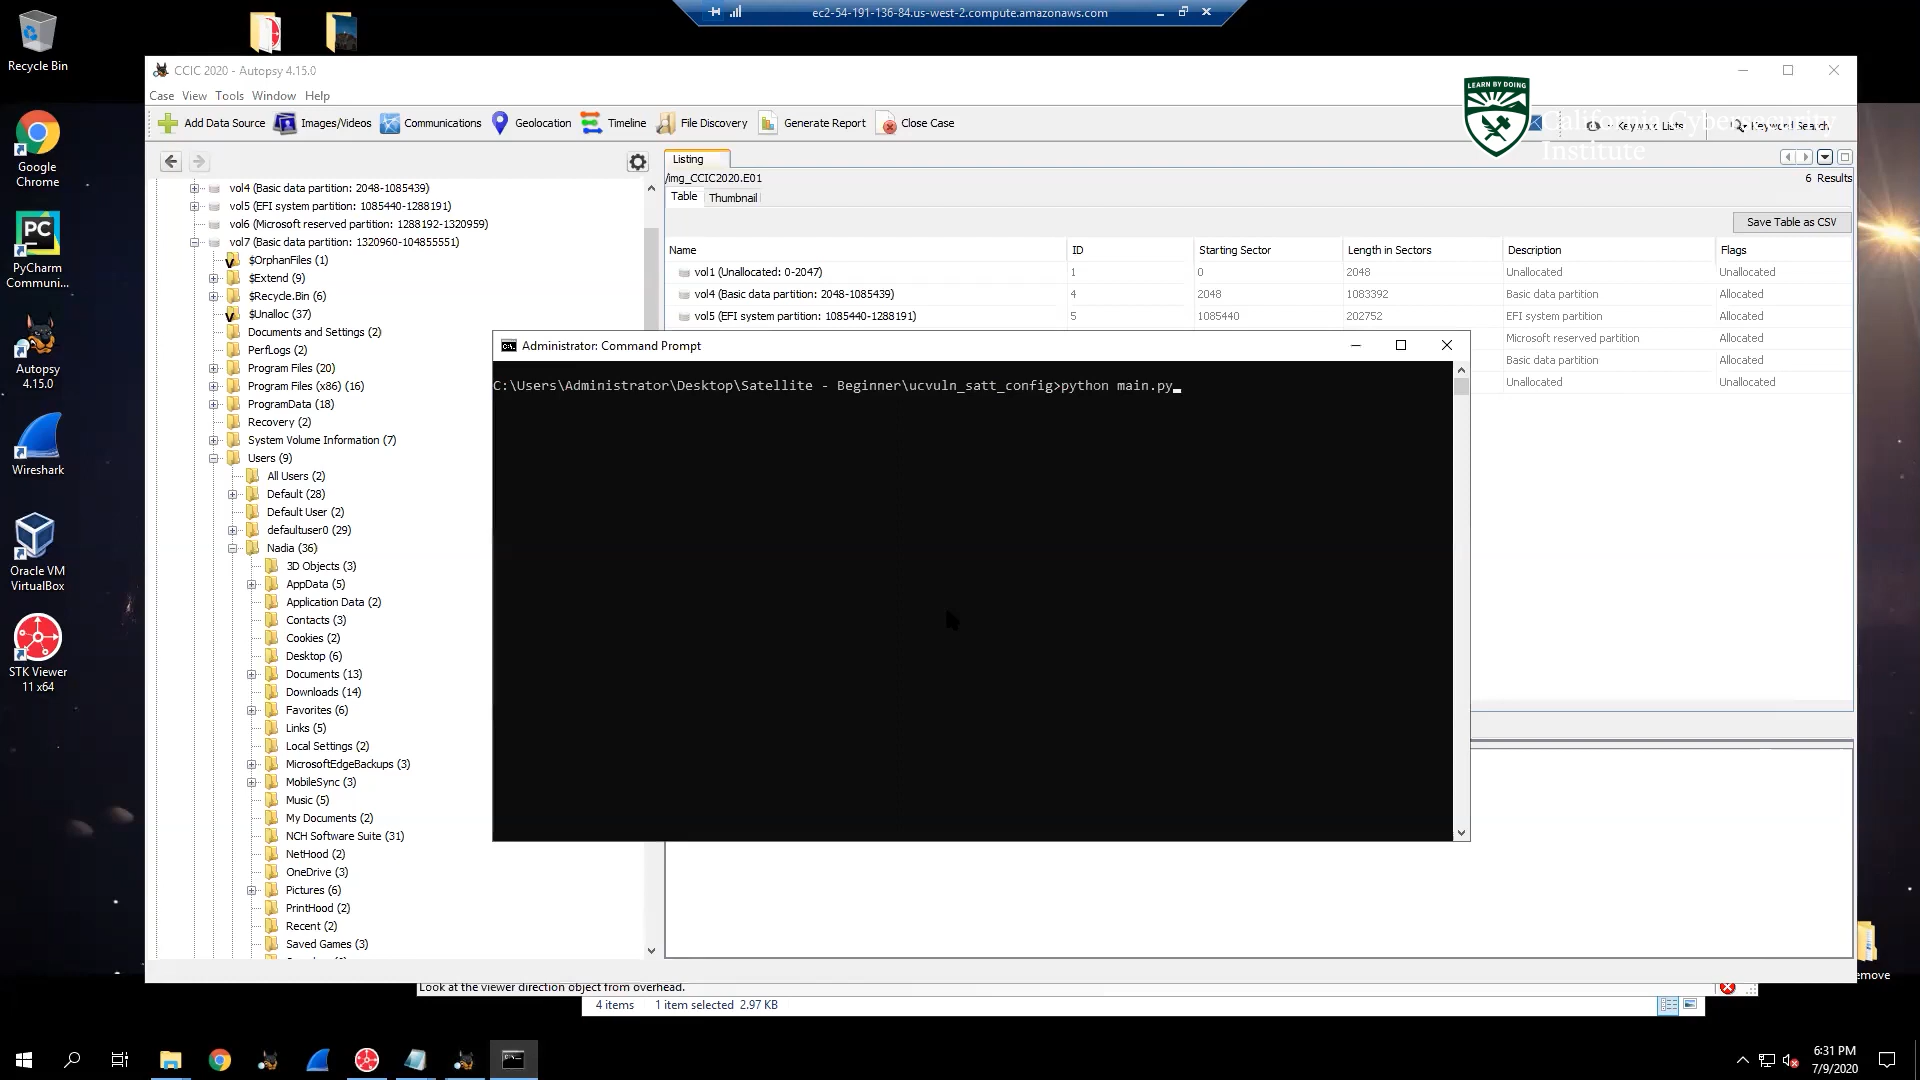 ec2-54-191-136-84.us-west-2.compute.amazonaws.com
Recycle Bin
Google Chrome
PyCharm Communi...
Autopsy 4.15.0
Wireshark
Oracle VM VirtualBox
STK Viewer 11 x64
CCIC 2020 - Autopsy 4.15.0
Case View Tools Window Help
Add Data Source Images/Videos Communications Geolocation Timeline File Discovery Generate Report Close Case
Keyword Lists Keyword Search
LEARN BY DOING
California Cybersecurity
Institute
vol4 (Basic data partition: 2048-1085439)
vol5 (EFI system partition: 1085440-1288191)
vol6 (Microsoft reserved partition: 1288192-1320959)
vol7 (Basic data partition: 1320960-104855551)
$OrphanFiles (1)
$Extend (9)
$Recycle.Bin (6)
$Unalloc (37)
Documents and Settings (2)
PerfLogs (2)
Program Files (20)
Program Files (x86) (16)
ProgramData (18)
Recovery (2)
System Volume Information (7)
Users (9)
All Users (2)
Default (28)
Default User (2)
defaultuser0 (29)
Nadia (36)
3D Objects (3)
AppData (5)
Application Data (2)
Contacts (3)
Cookies (2)
Desktop (6)
Documents (13)
Downloads (14)
Favorites (6)
Links (5)
Local Settings (2)
MicrosoftEdgeBackups (3)
MobileSync (3)
Music (5)
My Documents (2)
NCH Software Suite (31)
NetHood (2)
OneDrive (3)
Pictures (6)
PrintHood (2)
Recent (2)
Saved Games (3)
Listing
/img_CCIC2020.E01
6 Results
Table Thumbnail
Save Table as CSV
Name ID Starting Sector Length in Sectors Description Flags
vol1 (Unallocated: 0-2047) 1 0 2048 Unallocated Unallocated
vol4 (Basic data partition: 2048-1085439) 4 2048 1083392 Basic data partition Allocated
vol5 (EFI system partition: 1085440-1288191) 5 1085440 202752 EFI system partition Allocated
Microsoft reserved partition Allocated
Basic data partition Allocated
Unallocated Unallocated
Administrator: Command Prompt
C:\Users\Administrator\Desktop\Satellite - Beginner\ucvuln_satt_config>python main.py
Look at the viewer direction object from overhead.
4 items 1 item selected 2.97 KB
emove
6:31 PM
7/9/2020